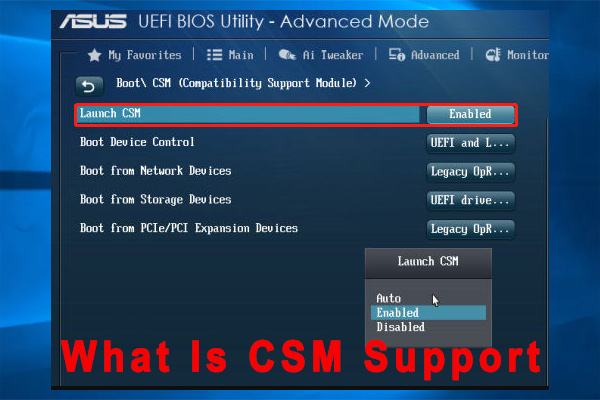 ASUS UEFI BIOS Utility - Advanced Mode
My Favorites Main Ai Tweaker Advanced Monitor
Boot\ CSM (Compatibility Support Module) >
Launch CSM Enabled
Boot Device Control UEFI and L...
Boot from Network Devices Legacy OpR...
Boot from Storage Devices UEFI drive...
Boot from PCIe/PCI Expansion Devices Legacy OpR...
Launch CSM
Auto
Enabled
Disabled
What Is CSM Support